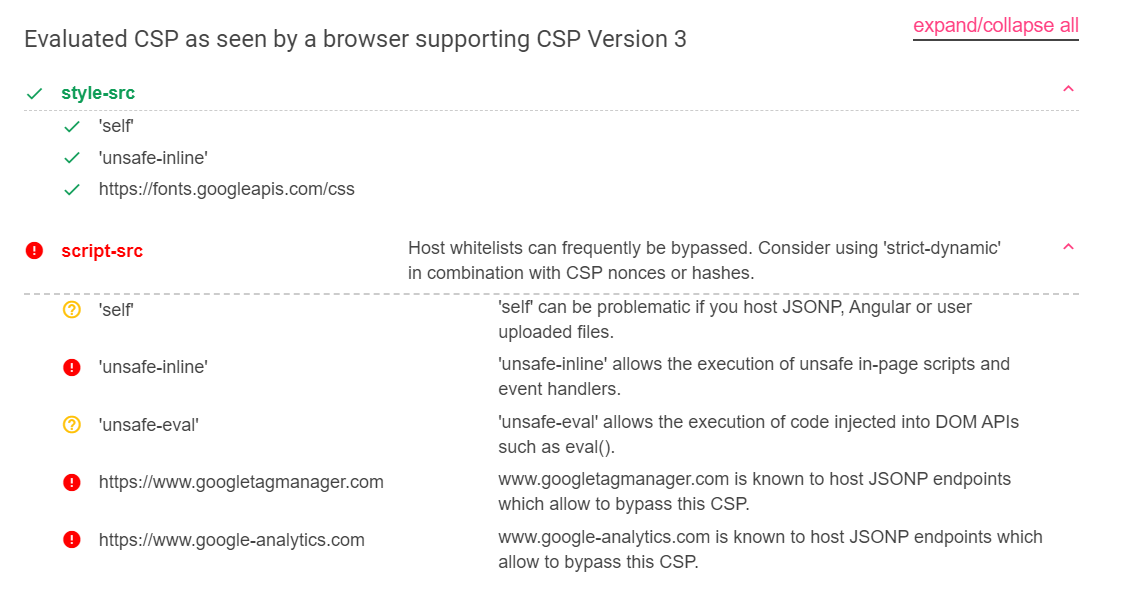 expand/collapse all
Evaluated CSP as seen by a browser supporting CSP Version 3
style-src
'self'
'unsafe-inline'
https://fonts.googleapis.com/css
script-src
Host whitelists can frequently be bypassed. Consider using 'strict-dynamic'
in combination with CSP nonces or hashes.
'self'
'self' can be problematic if you host JSONP, Angular or user
uploaded files.
'unsafe-inline'
'unsafe-inline' allows the execution of unsafe in-page scripts and
event handlers.
'unsafe-eval'
'unsafe-eval' allows the execution of code injected into DOM APIs
such as eval().
https://www.googletagmanager.com
www.googletagmanager.com is known to host JSONP endpoints
which allow to bypass this CSP.
https://www.google-analytics.com
www.google-analytics.com is known to host JSONP endpoints which
allow to bypass this CSP.